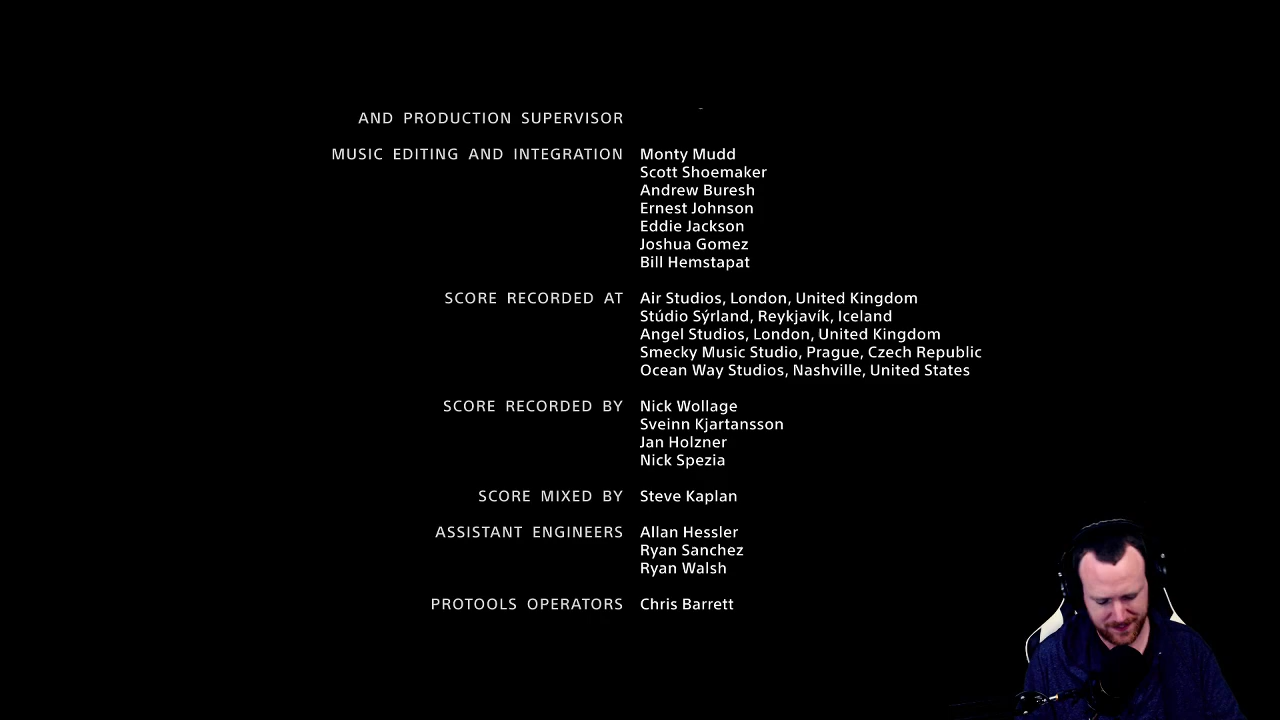 AND PRODUCTION SUPERVISOR
MUSIC EDITING AND INTEGRATION Monty Mudd
Scott Shoemaker
Andrew Buresh
Ernest Johnson
Eddie Jackson
Joshua Gomez
Bill Hemstapat
SCORE RECORDED AT Air Studios, London, United Kingdom
Stúdio Sýrland, Reykjavík, Iceland
Angel Studios, London, United Kingdom
Smecky Music Studio, Prague, Czech Republic
Ocean Way Studios, Nashville, United States
SCORE RECORDED BY Nick Wollage
Sveinn Kjartansson
Jan Holzner
Nick Spezia
SCORE MIXED BY Steve Kaplan
ASSISTANT ENGINEERS Allan Hessler
Ryan Sanchez
Ryan Walsh
PROTOOLS OPERATORS Chris Barrett